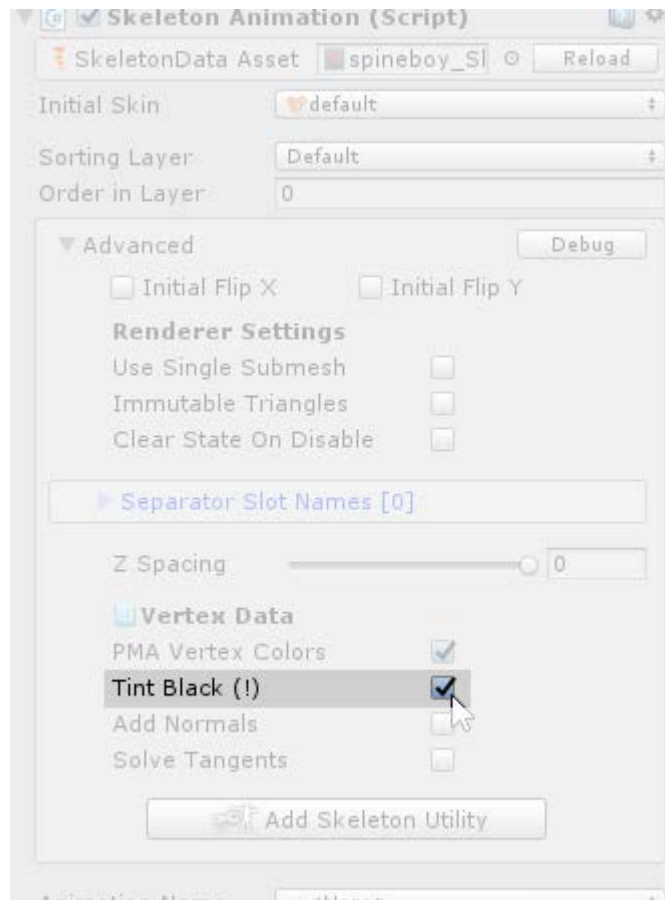 Skeleton Animation (Script)
SkeletonData Asset spineboy_Sl Reload
Initial Skin default
Sorting Layer Default
Order in Layer 0
Advanced Debug
Initial Flip X Initial Flip Y
Renderer Settings
Use Single Submesh
Immutable Triangles
Clear State On Disable
Separator Slot Names [0]
Z Spacing 0
Vertex Data
PMA Vertex Colors
Tint Black (!)
Add Normals
Solve Tangents
Add Skeleton Utility
Animation Name